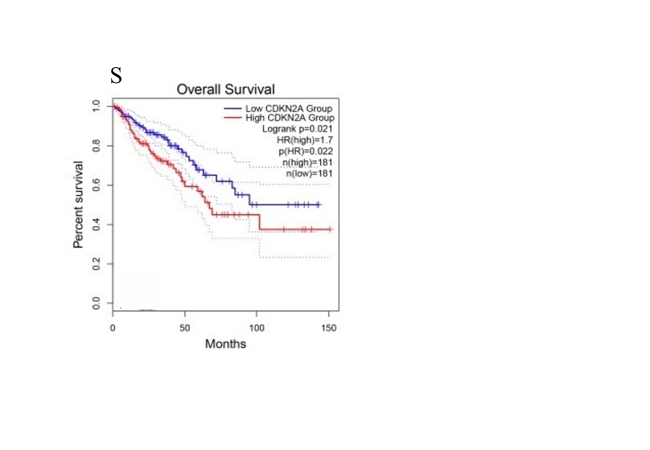 S
Overall Survival
Low CDKN2A Group
High CDKN2A Group
Logrank p=0.021
HR(high)=1.7
p(HR)=0.022
n(high)=181
n(low)=181
Percent survival
1.0
0.8
0.6
0.4
0.2
0.0
0 50 100 150
Months